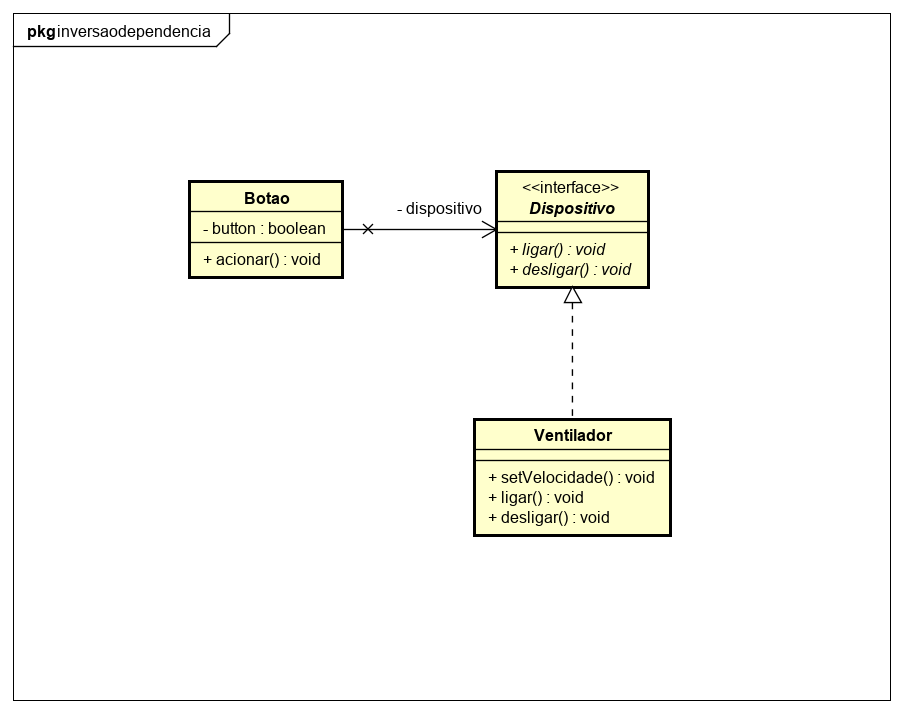 pkg inversaodependencia
Botao
- button : boolean
+ acionar() : void
- dispositivo
<<interface>>
Dispositivo
+ ligar() : void
+ desligar() : void
Ventilador
+ setVelocidade() : void
+ ligar() : void
+ desligar() : void